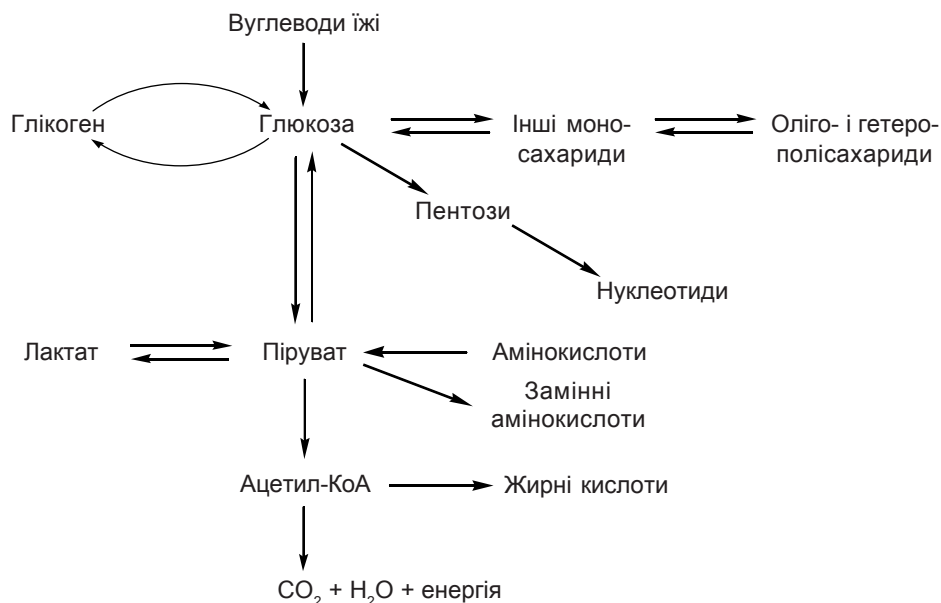 Вуглеводи їжі
Глікоген
Глюкоза
Інші моно-
сахариди
Оліго- і гетеро-
полісахариди
Пентози
Нуклеотиди
Лактат
Піруват
Амінокислоти
Замінні
амінокислоти
Ацетил-КоА
Жирні кислоти
CO₂ + H₂O + енергія